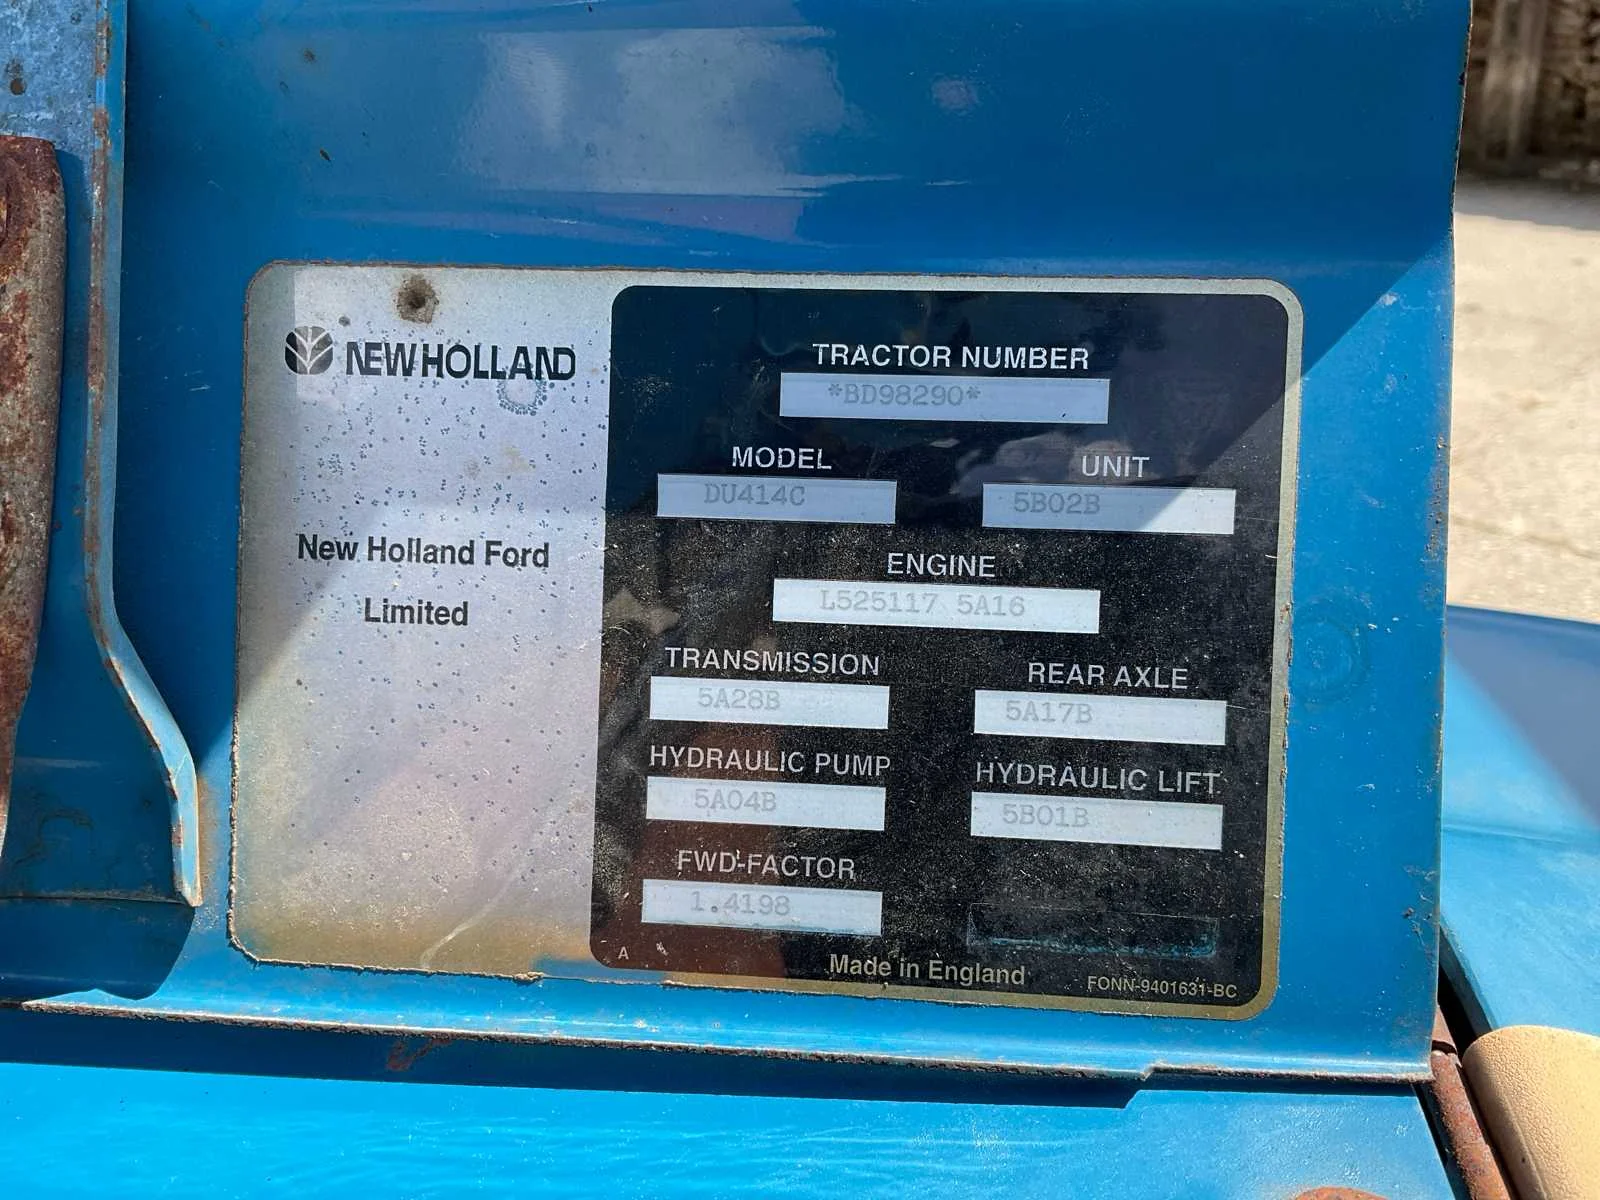 NEW HOLLAND
New Holland Ford
Limited
TRACTOR NUMBER
*BD98290*
MODEL
DU414C
UNIT
5B02B
ENGINE
L525117 5A16
TRANSMISSION
5A28B
REAR AXLE
5A17B
HYDRAULIC PUMP
5A04B
HYDRAULIC LIFT
5B01B
FWD-FACTOR
1.4198
A
Made in England
FONN-9401631-BC